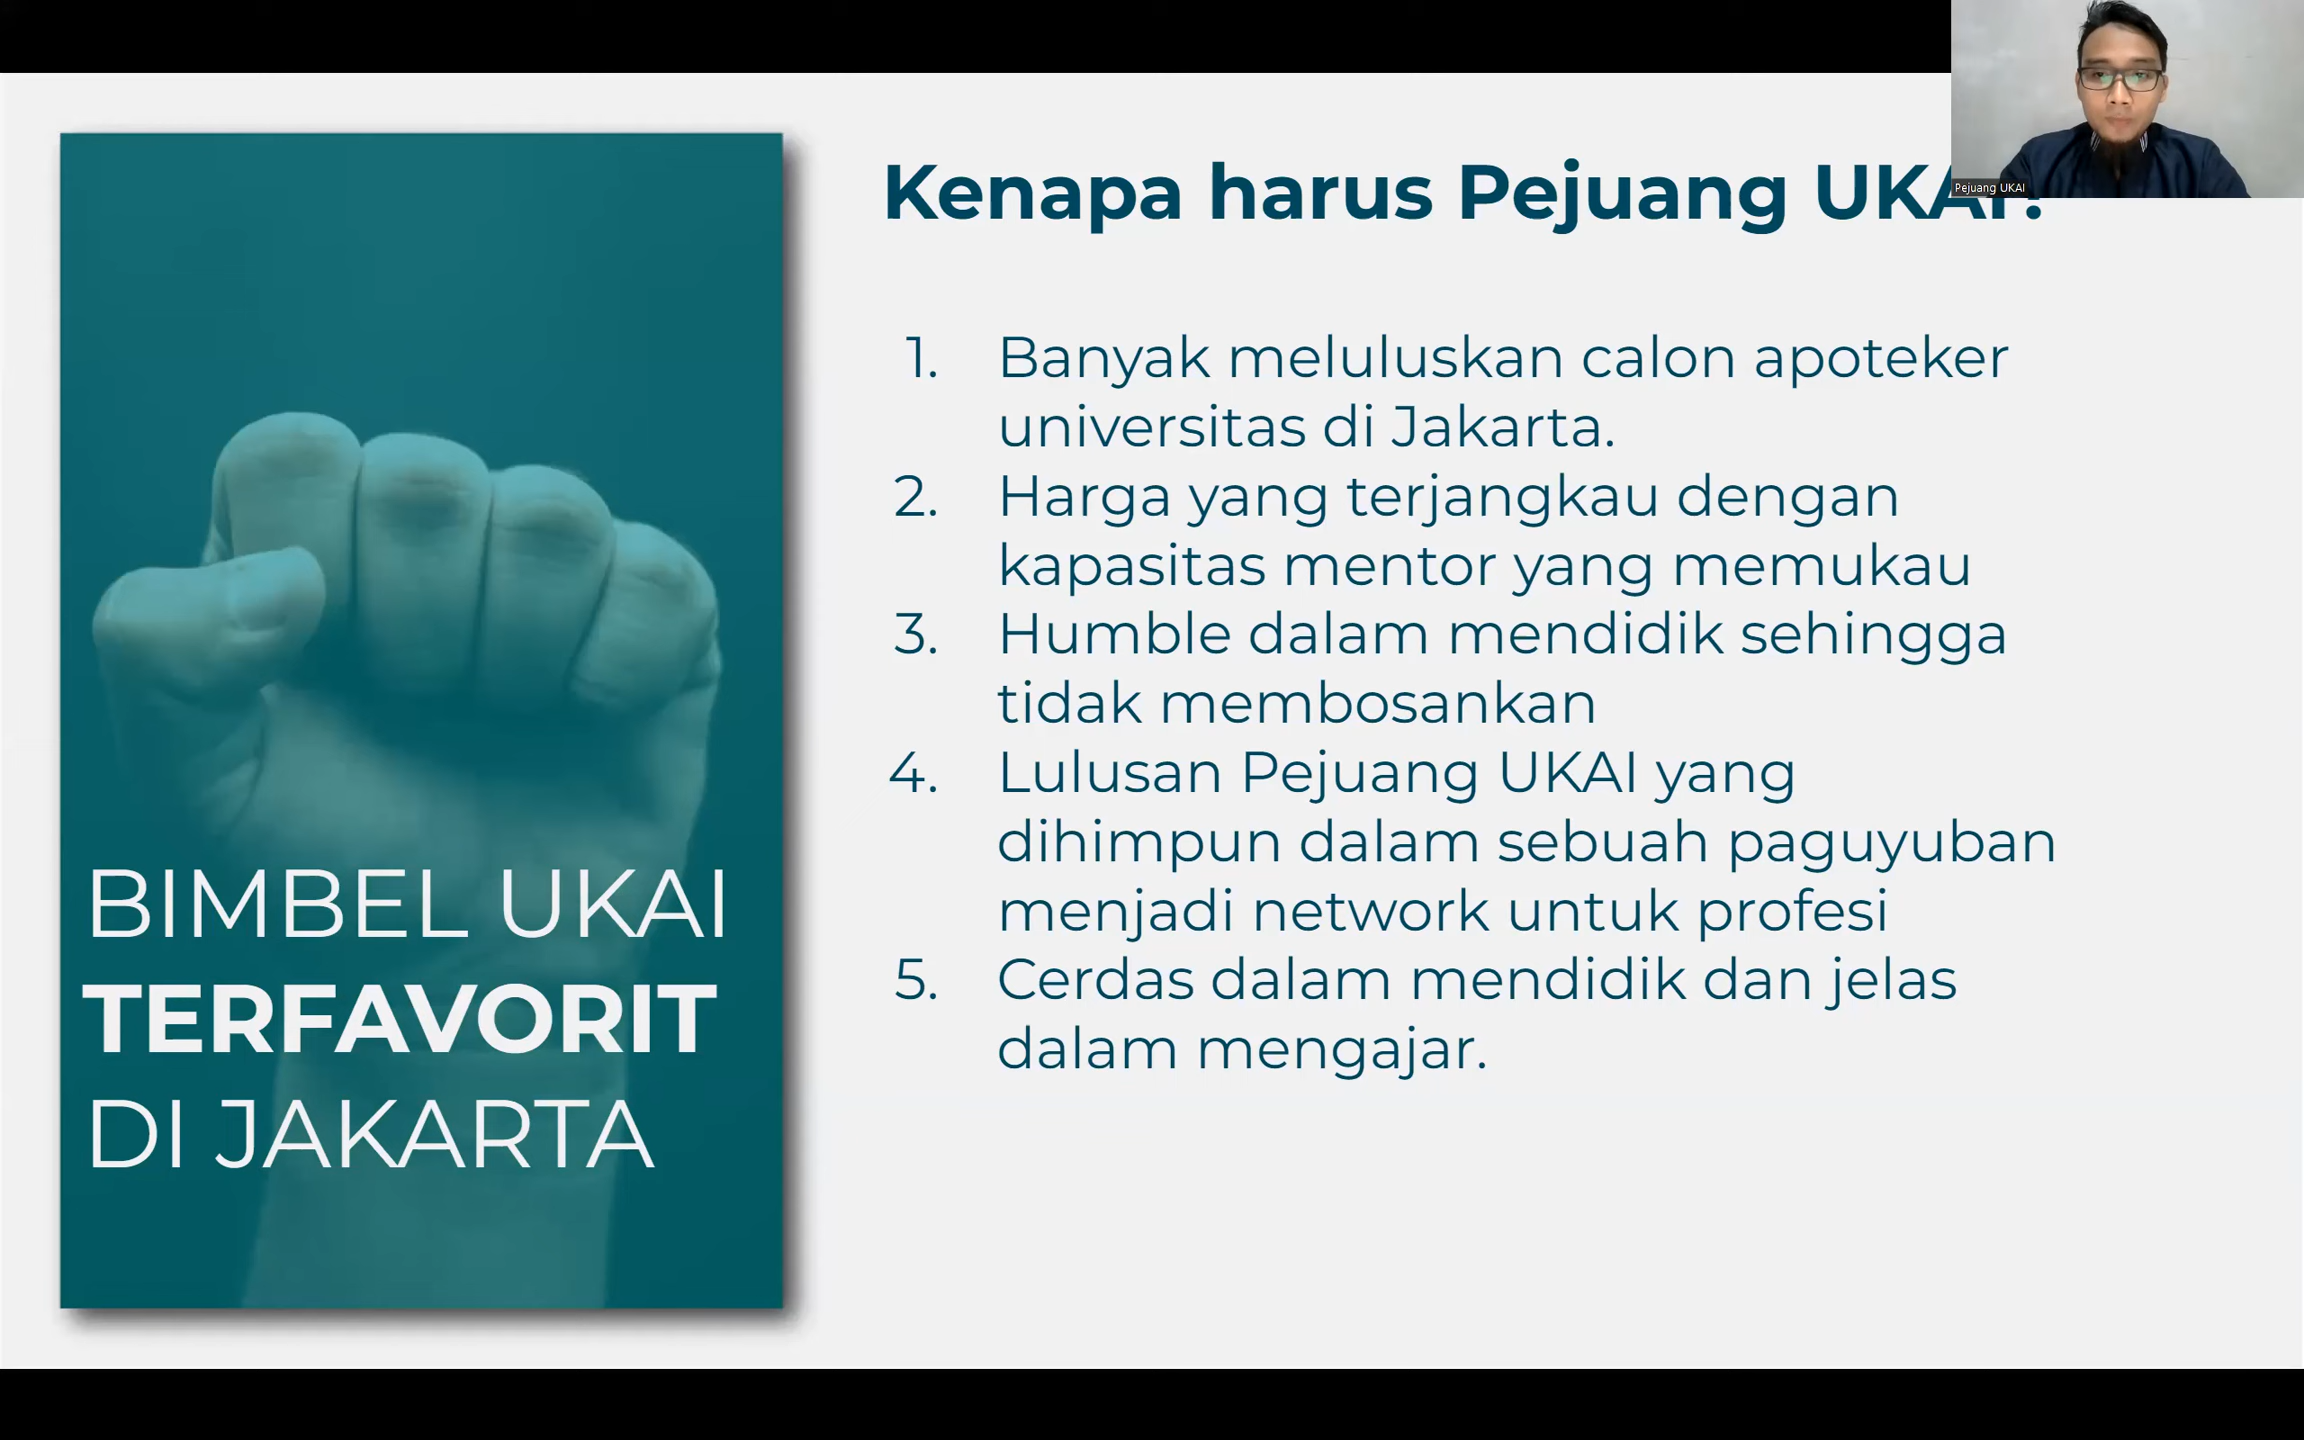 Kenapa harus Pejuang UKAI?
Pejuang UKAI
1. Banyak meluluskan calon apoteker
universitas di Jakarta.
2. Harga yang terjangkau dengan
kapasitas mentor yang memukau
3. Humble dalam mendidik sehingga
tidak membosankan
4. Lulusan Pejuang UKAI yang
dihimpun dalam sebuah paguyuban
menjadi network untuk profesi
5. Cerdas dalam mendidik dan jelas
dalam mengajar.
BIMBEL UKAI
TERFAVORIT
DI JAKARTA